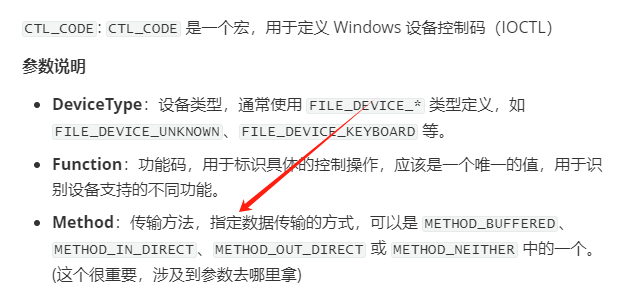 CTL_CODE：CTL_CODE 是一个宏，用于定义 Windows 设备控制码（IOCTL）
参数说明
• DeviceType：设备类型，通常使用 FILE_DEVICE_* 类型定义，如
FILE_DEVICE_UNKNOWN、FILE_DEVICE_KEYBOARD 等。
• Function：功能码，用于标识具体的控制操作，应该是一个唯一的值，用于识
别设备支持的不同功能。
• Method：传输方法，指定数据传输的方式，可以是 METHOD_BUFFERED、
METHOD_IN_DIRECT、METHOD_OUT_DIRECT 或 METHOD_NEITHER 中的一个。
(这个很重要，涉及到参数去哪里拿)